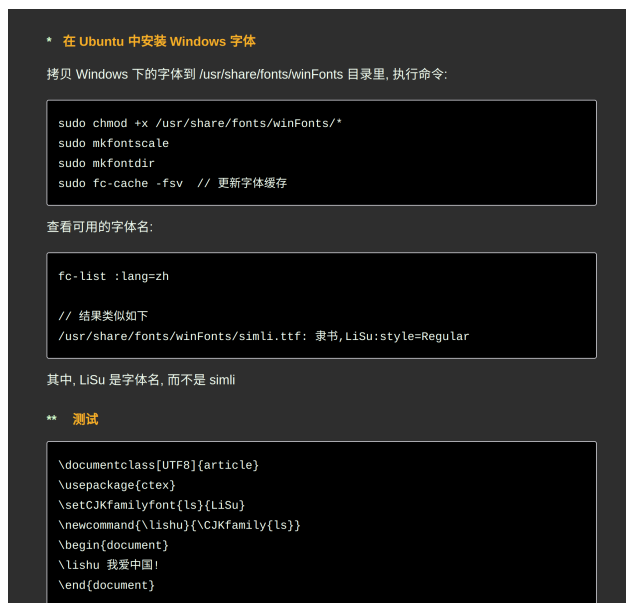 * 在 Ubuntu 中安装 Windows 字体
拷贝 Windows 下的字体到 /usr/share/fonts/winFonts 目录里, 执行命令:
sudo chmod +x /usr/share/fonts/winFonts/*
sudo mkfontscale
sudo mkfontdir
sudo fc-cache -fsv  // 更新字体缓存
查看可用的字体名:
fc-list :lang=zh
// 结果类似如下
/usr/share/fonts/winFonts/simli.ttf: 隶书,LiSu:style=Regular
其中, LiSu 是字体名, 而不是 simli
** 测试
\documentclass[UTF8]{article}
\usepackage{ctex}
\setCJKfamilyfont{ls}{LiSu}
\newcommand{\lishu}{\CJKfamily{ls}}
\begin{document}
\lishu 我爱中国!
\end{document}